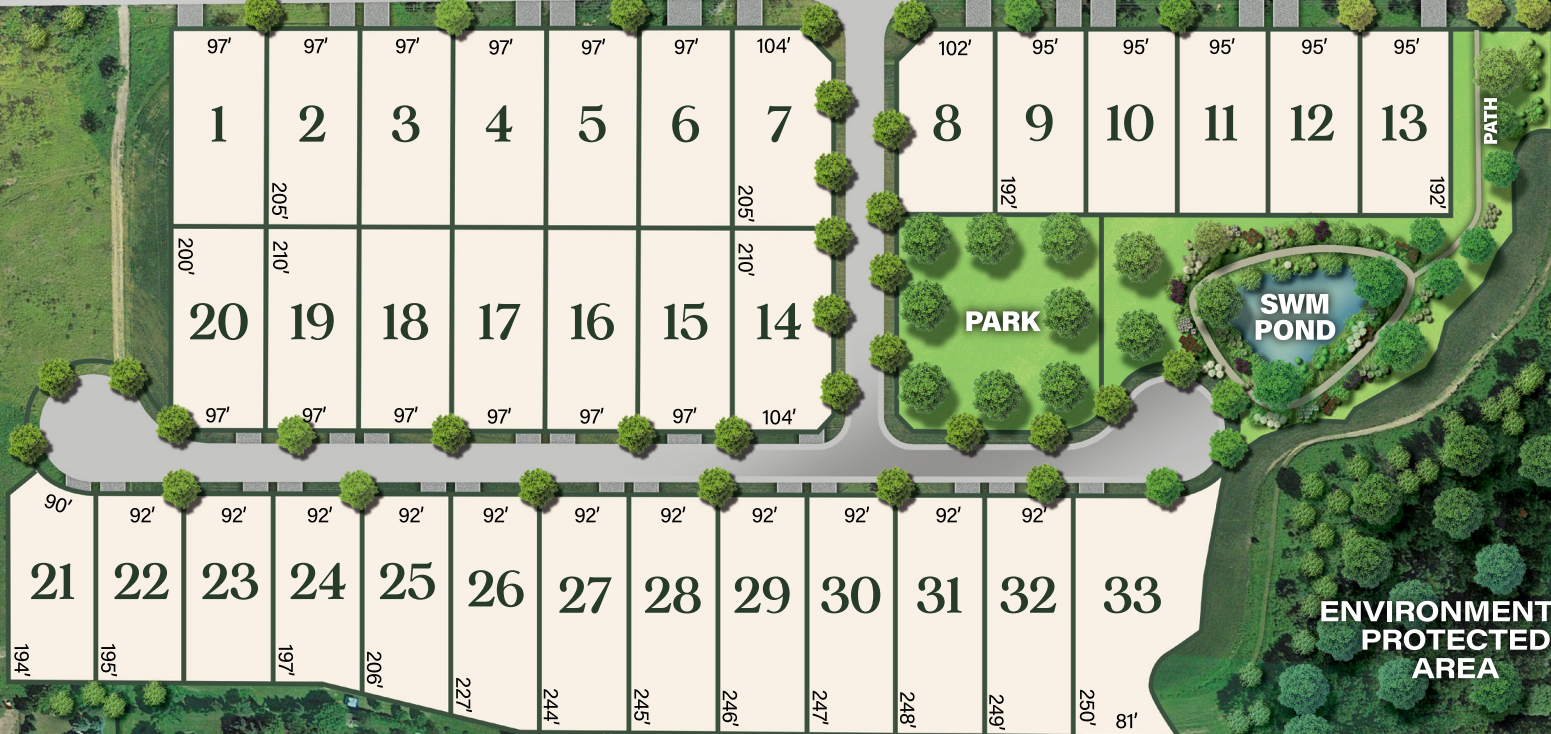 97′ 97′ 97′ 97′ 97′ 97′ 104′ 102′ 95′ 95′ 95′ 95′ 95′
1 2 3 4 5 6 7 8 9 10 11 12 13
PATH
205′ 205′ 192′ 192′
200′ 210′ 210′
20 19 18 17 16 15 14
PARK
SWM
POND
97′ 97′ 97′ 97′ 97′ 97′ 104′
90′ 92′ 92′ 92′ 92′ 92′ 92′ 92′ 92′ 92′ 92′ 92′
21 22 23 24 25 26 27 28 29 30 31 32 33
194′ 195′ 197′ 206′ 227′ 244′ 245′ 246′ 247′ 248′ 249′ 250′ 81′
ENVIRONMENT
PROTECTED
AREA